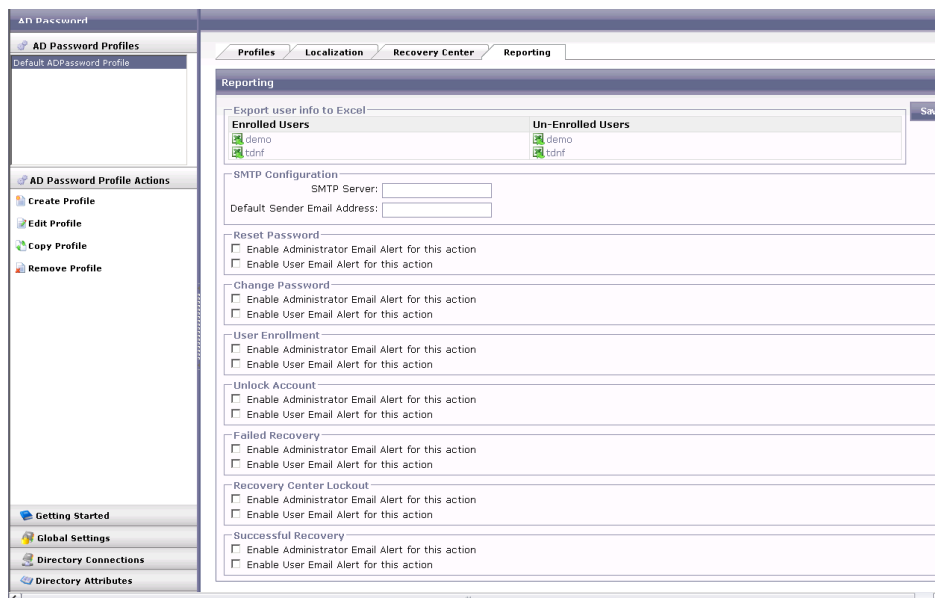 AD Password
AD Password Profiles
Default ADPassword Profile
AD Password Profile Actions
Create Profile
Edit Profile
Copy Profile
Remove Profile
Getting Started
Global Settings
Directory Connections
Directory Attributes
Profiles
Localization
Recovery Center
Reporting
Reporting
Export user info to Excel
Enrolled Users Un-Enrolled Users
demo demo
tdnf tdnf
Sav
SMTP Configuration
SMTP Server:
Default Sender Email Address:
Reset Password
Enable Administrator Email Alert for this action
Enable User Email Alert for this action
Change Password
Enable Administrator Email Alert for this action
Enable User Email Alert for this action
User Enrollment
Enable Administrator Email Alert for this action
Enable User Email Alert for this action
Unlock Account
Enable Administrator Email Alert for this action
Enable User Email Alert for this action
Failed Recovery
Enable Administrator Email Alert for this action
Enable User Email Alert for this action
Recovery Center Lockout
Enable Administrator Email Alert for this action
Enable User Email Alert for this action
Successful Recovery
Enable Administrator Email Alert for this action
Enable User Email Alert for this action